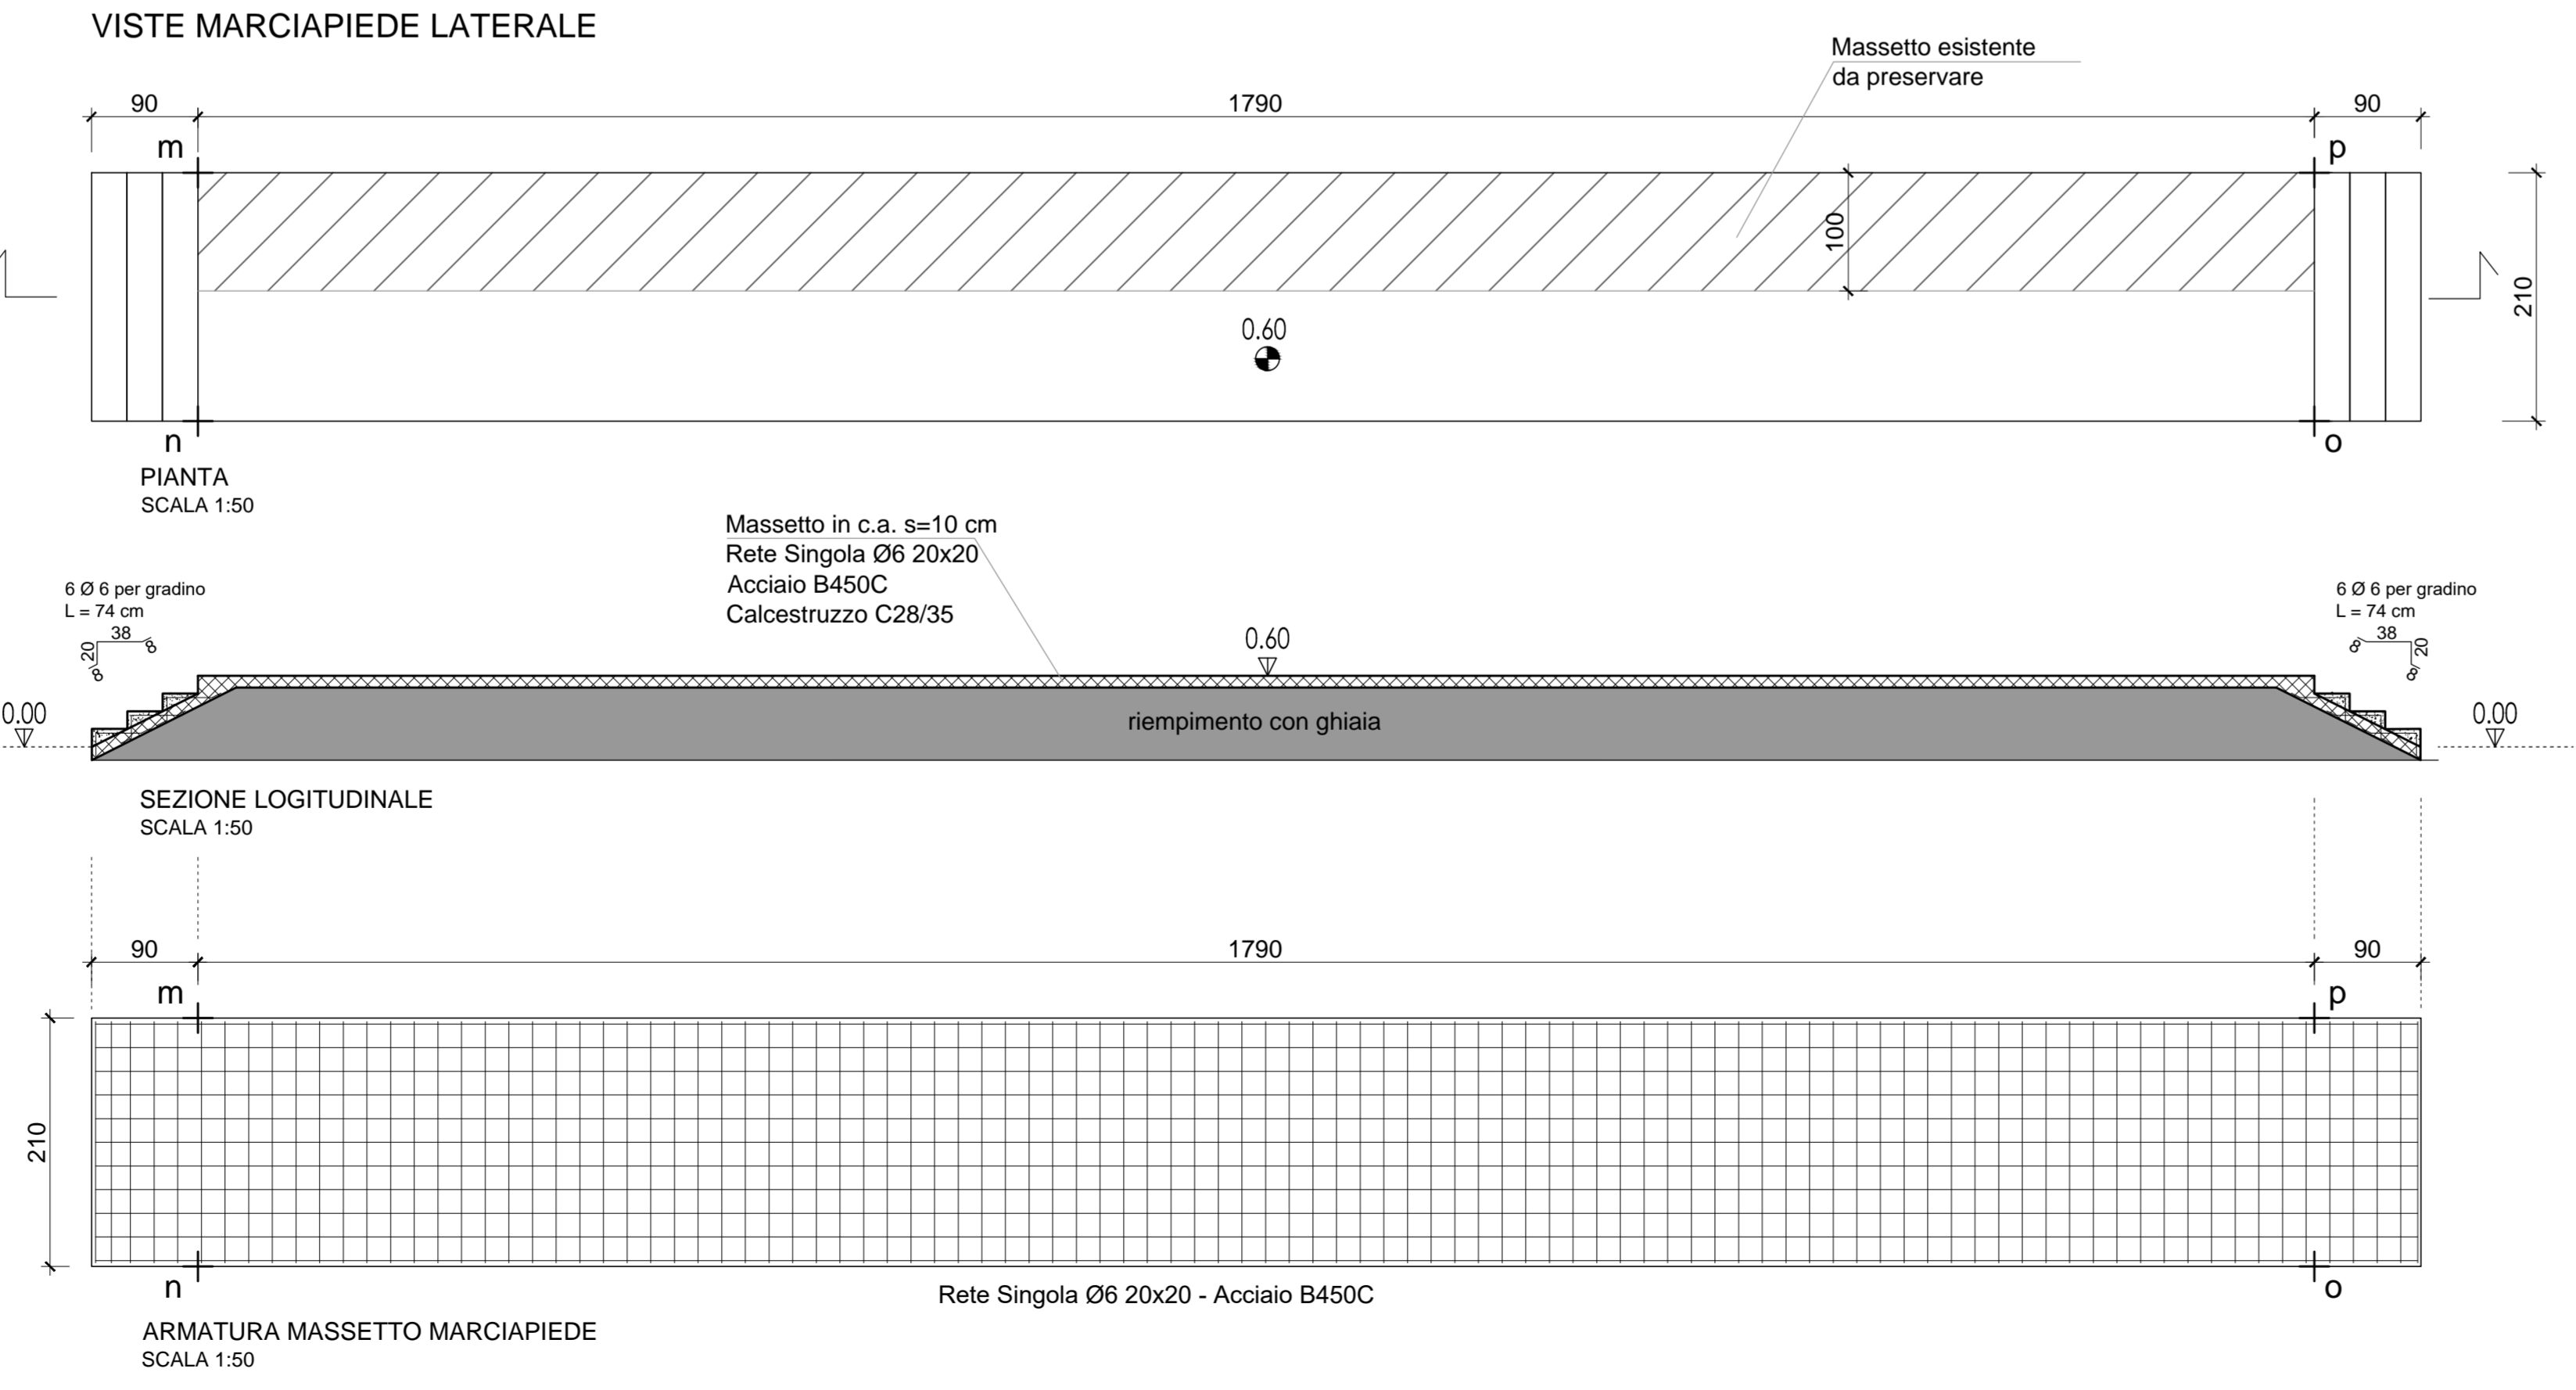 VISTE MARCIAPIEDE LATERALE
Massetto esistente
da preservare
90
1790
90
m
p
100
210
0.60
n
o
PIANTA
SCALA 1:50
Massetto in c.a. s=10 cm
Rete Singola Ø6 20x20
Acciaio B450C
Calcestruzzo C28/35
6 Ø 6 per gradino
L = 74 cm
38
20
8
8
6 Ø 6 per gradino
L = 74 cm
38
20
8
8
0.60
0.00
0.00
riempimento con ghiaia
SEZIONE LOGITUDINALE
SCALA 1:50
90
1790
90
m
p
210
n
o
Rete Singola Ø6 20x20 - Acciaio B450C
ARMATURA MASSETTO MARCIAPIEDE
SCALA 1:50